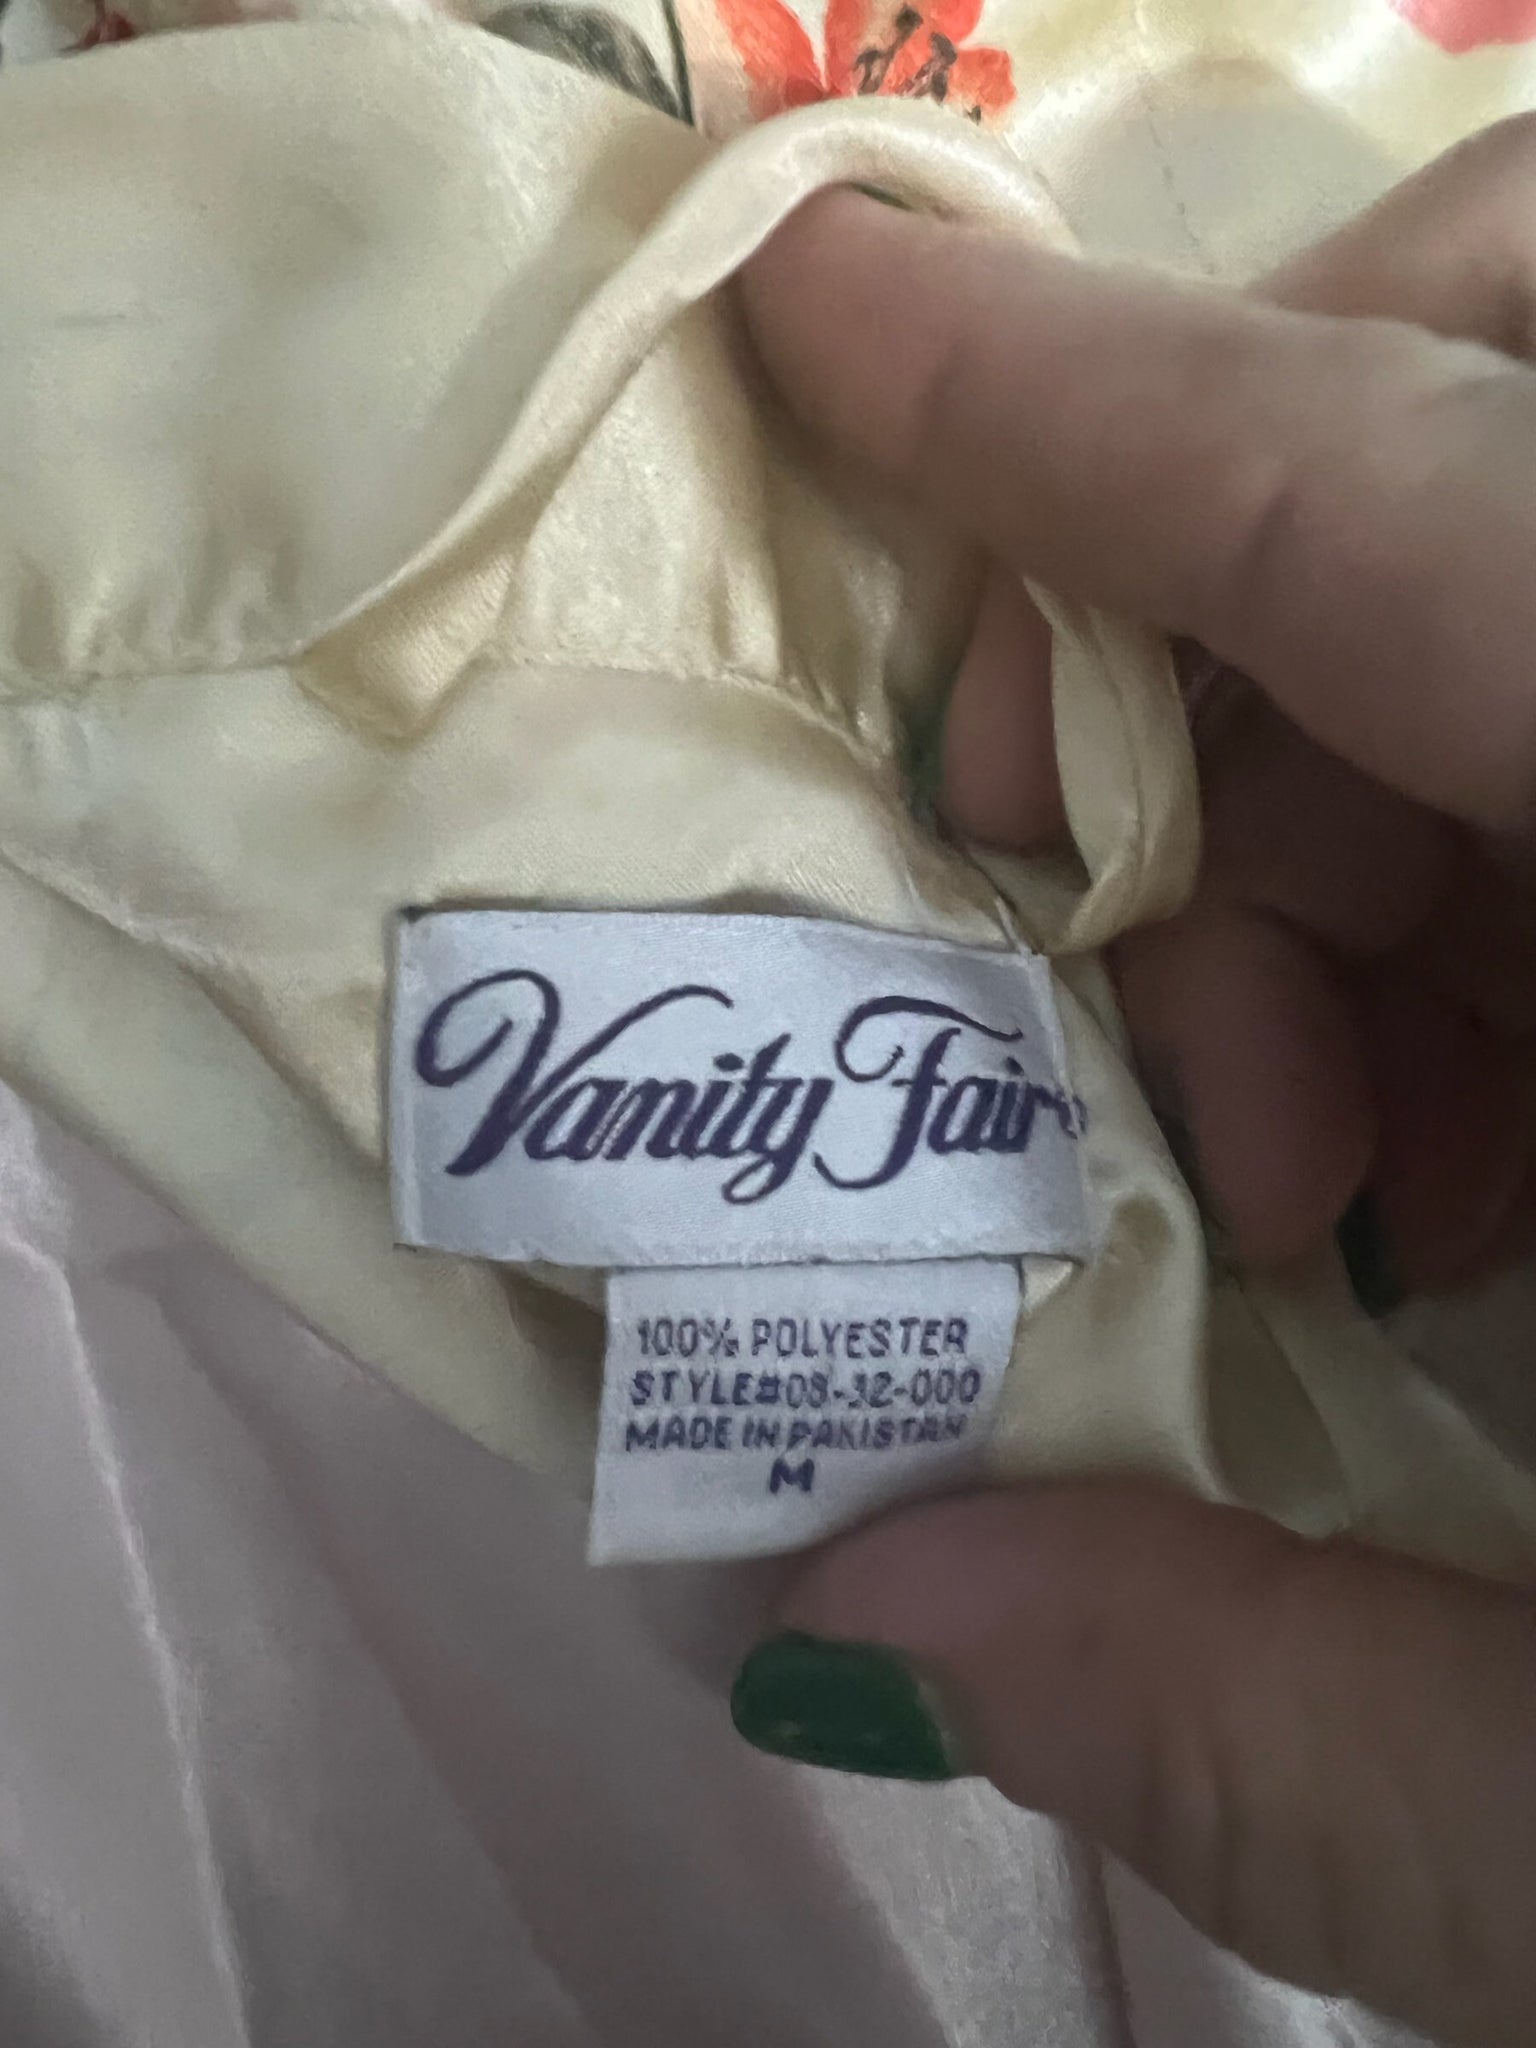 Vanity Fair
100% POLYESTER
STYLE#08-32-000
MADE IN PAKISTAN
M